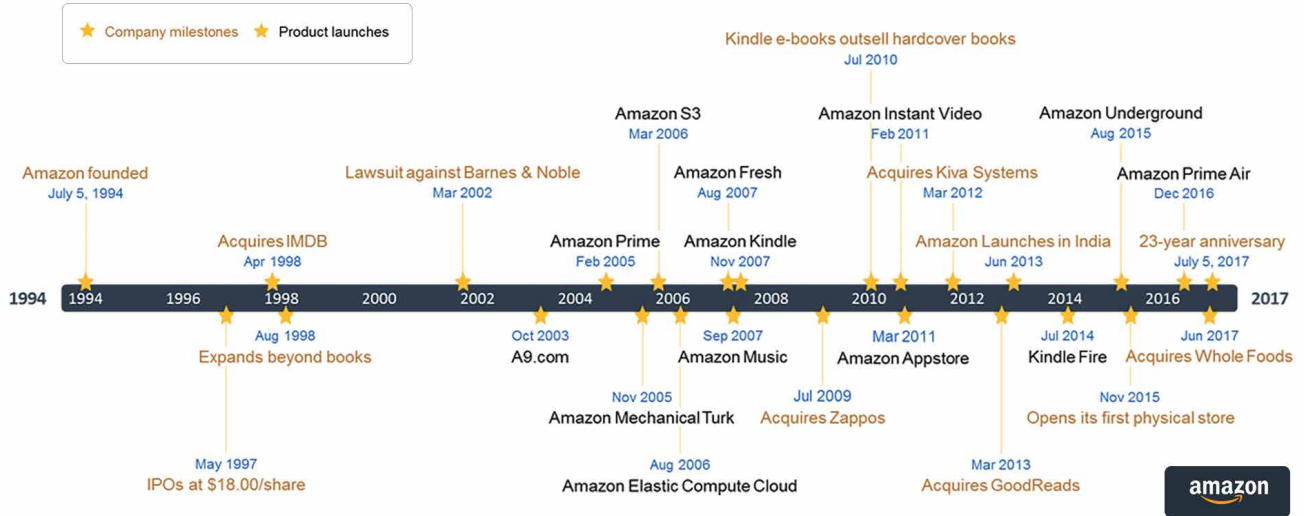 Company milestones
Product launches
Kindle e-books outsell hardcover books
Jul 2010
Amazon S3
Mar 2006
Amazon Instant Video
Feb 2011
Amazon Underground
Aug 2015
Amazon founded
July 5, 1994
Lawsuit against Barnes & Noble
Mar 2002
Amazon Fresh
Aug 2007
Acquires Kiva Systems
Mar 2012
Amazon Prime Air
Dec 2016
Acquires IMDB
Apr 1998
Amazon Prime
Feb 2005
Amazon Kindle
Nov 2007
Amazon Launches in India
Jun 2013
23-year anniversary
July 5, 2017
1994
1994 1996 1998 2000 2002 2004 2006 2008 2010 2012 2014 2016
2017
Aug 1998
Expands beyond books
Oct 2003
A9.com
Sep 2007
Amazon Music
Mar 2011
Amazon Appstore
Jul 2014
Kindle Fire
Jun 2017
Acquires Whole Foods
Nov 2005
Amazon Mechanical Turk
Jul 2009
Acquires Zappos
Nov 2015
Opens its first physical store
May 1997
IPOs at $18.00/share
Aug 2006
Amazon Elastic Compute Cloud
Mar 2013
Acquires GoodReads
amazon